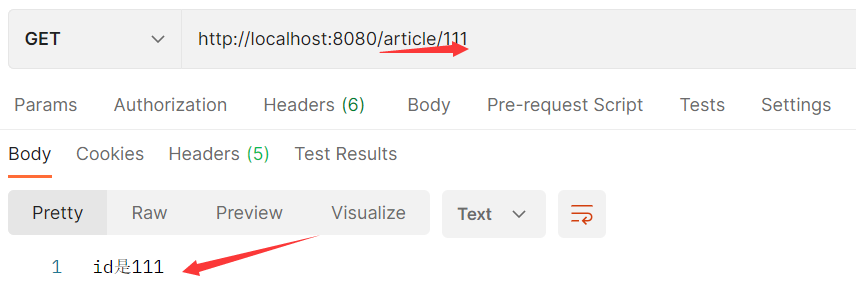 GET http://localhost:8080/article/111
Params Authorization Headers (6) Body Pre-request Script Tests Settings
Body Cookies Headers (5) Test Results
Pretty Raw Preview Visualize Text
1 id是111